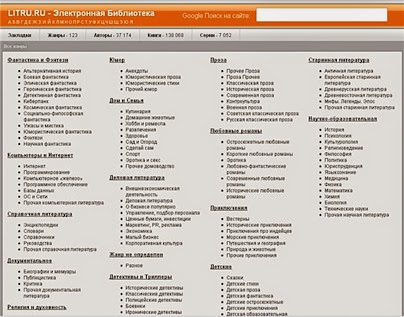 LITRU.RU - Электронная Библиотека
Google Поиск на сайте:
АБВГДЕЖЗИЙКЛМНОПРСТУФХЦЧШЩЭЮЯ
Закладки Жанры - 123 Авторы - 37 174 Книги - 138 068 Серии - 7 052
Все жанры
Фантастика и Фэнтези
Альтернативная история
Боевая фантастика
Эпическая фантастика
Героическая фантастика
Детективная фантастика
Киберпанк
Космическая фантастика
Социально-философская фантастика
Ужасы и мистика
Юмористическая фантастика
Фэнтези
Научная фантастика
Компьютеры и Интернет
Интернет
Программирование
Компьютерное «железо»
Программное обеспечение
Базы данных
ОС и Сети
Прочая компьютерная литература
Справочная литература
Энциклопедии
Словари
Справочники
Руководства
Прочая справочная литература
Документальное
Биографии и мемуары
Публицистика
Критика
Прочая документальная литература
Религия и духовность
Юмор
Анекдоты
Юмористическая проза
Юмористические стихи
Прочий юмор
Дом и Семья
Кулинария
Домашние животные
Хобби и ремесла
Развлечения
Здоровье
Сад и Огород
Сделай сам
Спорт
Эротика и секс
Прочее домоводство
Деловая литература
Внешнеэкономическая деятельность
Деловая литература
О бизнесе популярно
Управление, подбор персонала
Ценные бумаги, инвестиции
Маркетинг, PR, реклама
Экономика
Малый бизнес
Корпоративная культура
Жанр не определен
Разное
Детективы и Триллеры
Исторические детективы
Классические детективы
Полицейские детективы
Боевики
Иронические детективы
Проза
Прочее Проза
Проза Прочее
Классическая проза
Историческая проза
Современная проза
Контркультура
Военная проза
Советская классическая проза
Русская классическая проза
Любовные романы
Остросюжетные любовные романы
Короткие любовные романы
Эротика
Любовно-фантастические романы
Современные любовные романы
Исторические любовные романы
Приключения
Вестерны
Исторические приключения
Приключения про индейцев
Морские приключения
Путешествия и география
Природа и животные
Прочие приключения
Детские
Сказки
Детские стихи
Детская проза
Детская фантастика
Детские остросюжетные
Детские приключения
Детская образовательная литература
Старинная литература
Античная литература
Европейская старинная литература
Древнерусская литература
Древневосточная литература
Мифы. Легенды. Эпос
Прочая старинная литература
Научно-образовательная
История
Психология
Культурология
Религиоведение
Философия
Политика
Юриспруденция
Языкознание
Медицина
Физика
Математика
Химия
Биология
Технические науки
Прочая научная литература